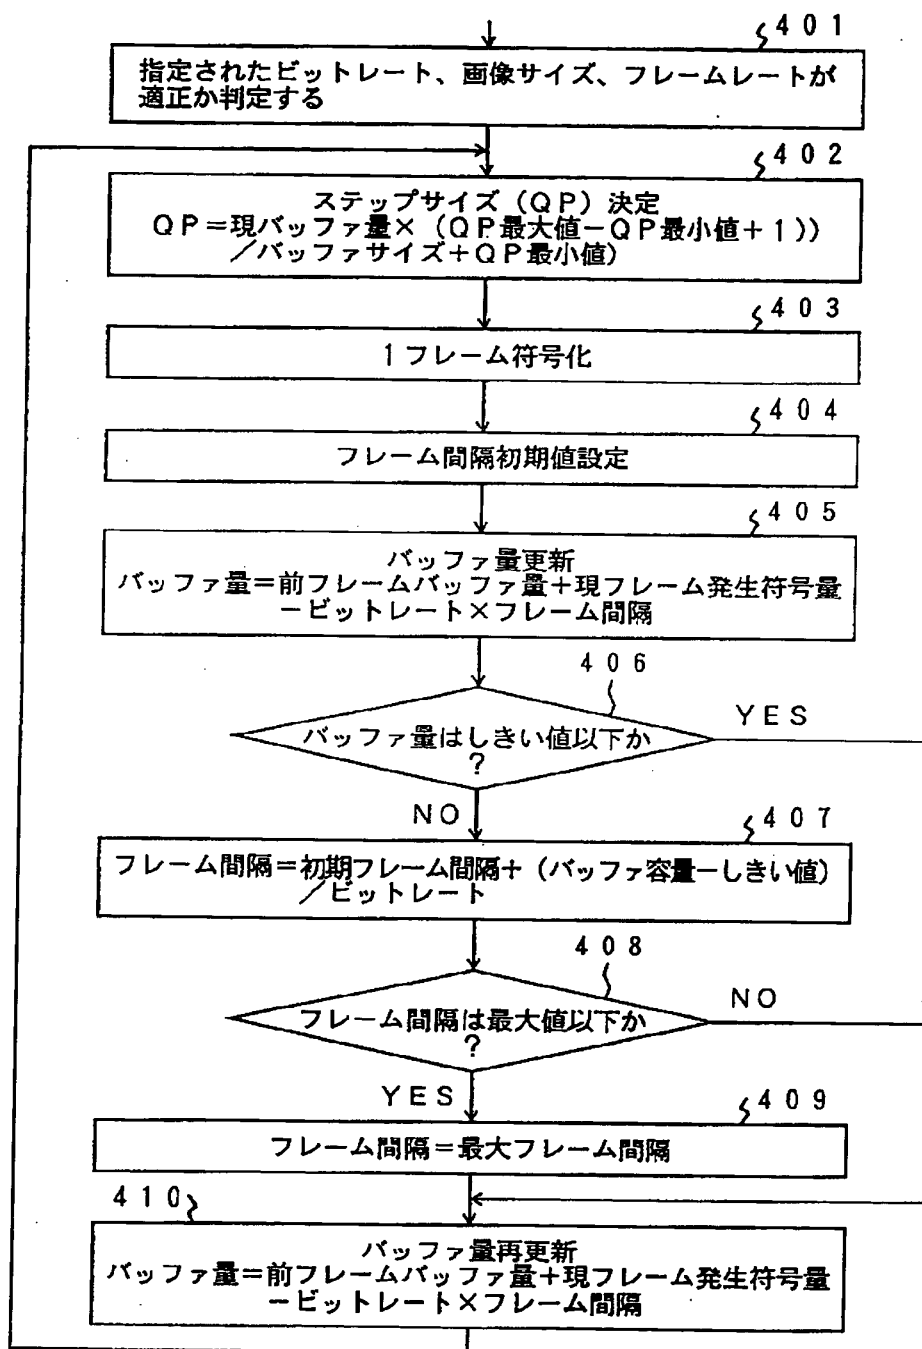 401
指定されたビットレート、画像サイズ、フレームレートが
適正か判定する
402
ステップサイズ（QP）決定
QP＝現バッファ量×（QP最大値－QP最小値＋1））
／バッファサイズ＋QP最小値）
403
1フレーム符号化
404
フレーム間隔初期値設定
405
バッファ量更新
バッファ量＝前フレームバッファ量＋現フレーム発生符号量
－ビットレート×フレーム間隔
406
バッファ量はしきい値以下か
？
YES
NO
407
フレーム間隔＝初期フレーム間隔＋（バッファ容量－しきい値）
／ビットレート
408
フレーム間隔は最大値以下か
？
NO
YES
409
フレーム間隔＝最大フレーム間隔
410
バッファ量再更新
バッファ量＝前フレームバッファ量＋現フレーム発生符号量
－ビットレート×フレーム間隔